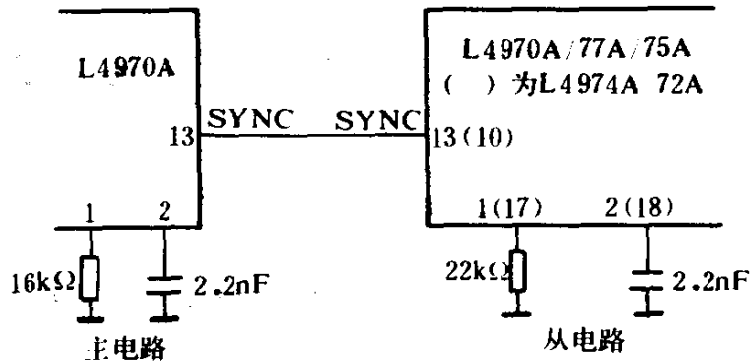 L4970A
L4970A/77A/75A
( ) 为L4974A 72A
SYNC SYNC
13 13(10)
1 2 1(17) 2(18)
16kΩ 2.2nF 22kΩ 2.2nF
主电路 从电路